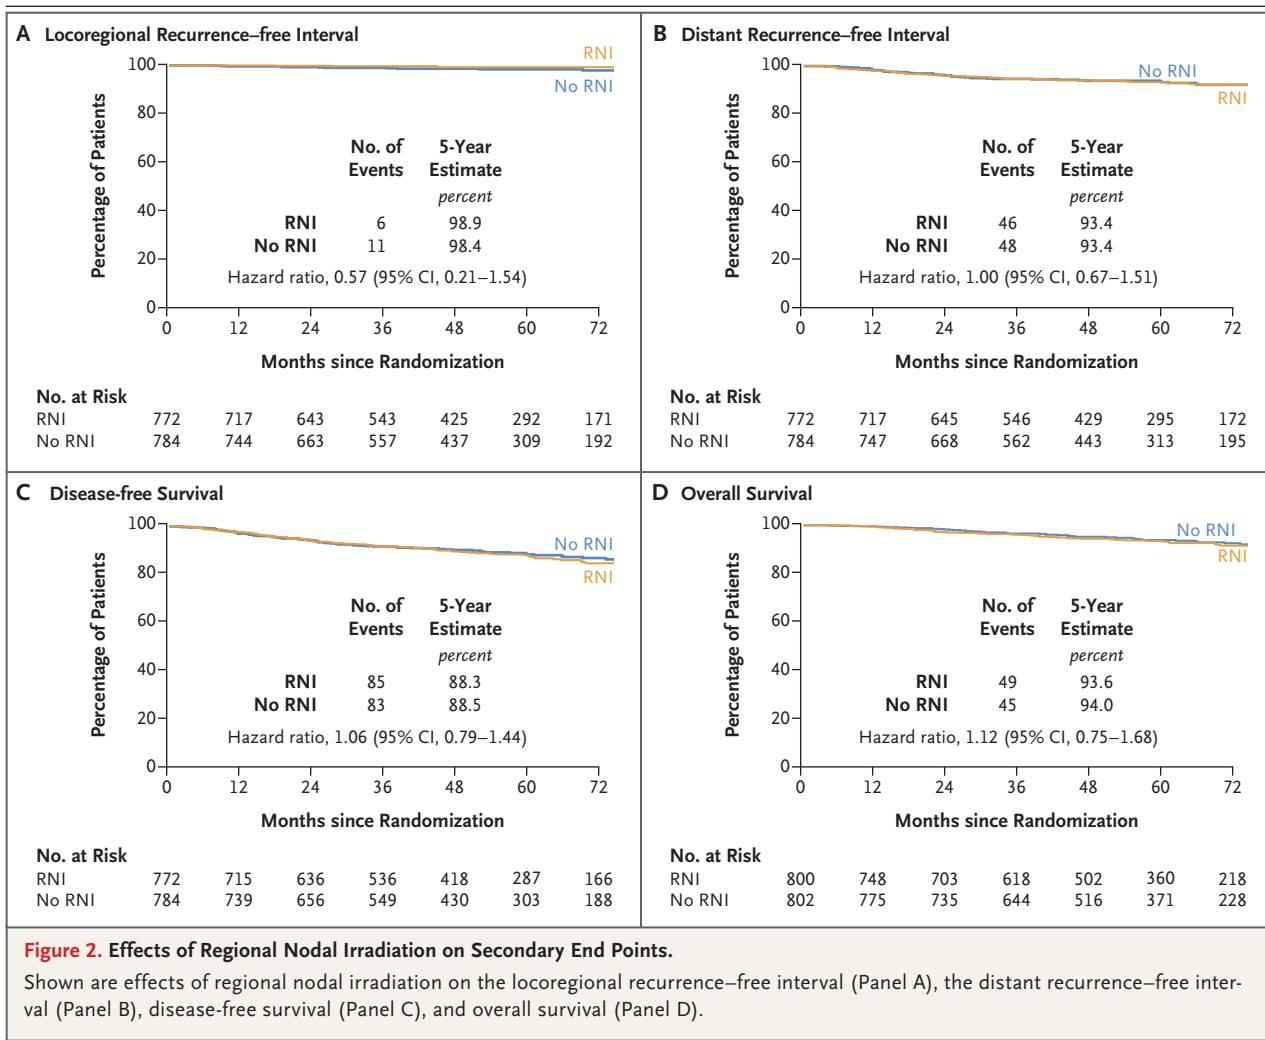 A Locoregional Recurrence–free Interval
RNI
No RNI
100
80
60
40
20
0
Percentage of Patients
No. of Events 5-Year Estimate
percent
RNI 6 98.9
No RNI 11 98.4
Hazard ratio, 0.57 (95% CI, 0.21–1.54)
0 12 24 36 48 60 72
Months since Randomization
No. at Risk
RNI 772 717 643 543 425 292 171
No RNI 784 744 663 557 437 309 192
B Distant Recurrence–free Interval
No RNI
RNI
100
80
60
40
20
0
Percentage of Patients
No. of Events 5-Year Estimate
percent
RNI 46 93.4
No RNI 48 93.4
Hazard ratio, 1.00 (95% CI, 0.67–1.51)
0 12 24 36 48 60 72
Months since Randomization
No. at Risk
RNI 772 717 645 546 429 295 172
No RNI 784 747 668 562 443 313 195
C Disease-free Survival
No RNI
RNI
100
80
60
40
20
0
Percentage of Patients
No. of Events 5-Year Estimate
percent
RNI 85 88.3
No RNI 83 88.5
Hazard ratio, 1.06 (95% CI, 0.79–1.44)
0 12 24 36 48 60 72
Months since Randomization
No. at Risk
RNI 772 715 636 536 418 287 166
No RNI 784 739 656 549 430 303 188
D Overall Survival
No RNI
RNI
100
80
60
40
20
0
Percentage of Patients
No. of Events 5-Year Estimate
percent
RNI 49 93.6
No RNI 45 94.0
Hazard ratio, 1.12 (95% CI, 0.75–1.68)
0 12 24 36 48 60 72
Months since Randomization
No. at Risk
RNI 800 748 703 618 502 360 218
No RNI 802 775 735 644 516 371 228
Figure 2. Effects of Regional Nodal Irradiation on Secondary End Points.
Shown are effects of regional nodal irradiation on the locoregional recurrence–free interval (Panel A), the distant recurrence–free inter-
val (Panel B), disease-free survival (Panel C), and overall survival (Panel D).